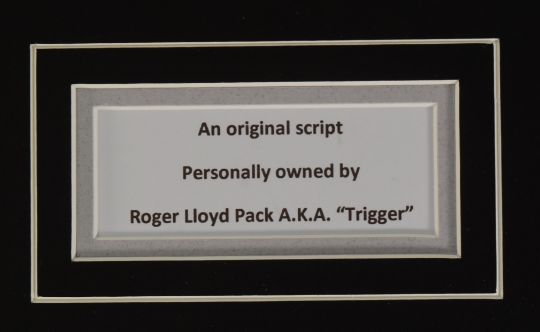 An original script
Personally owned by
Roger Lloyd Pack A.K.A. “Trigger”